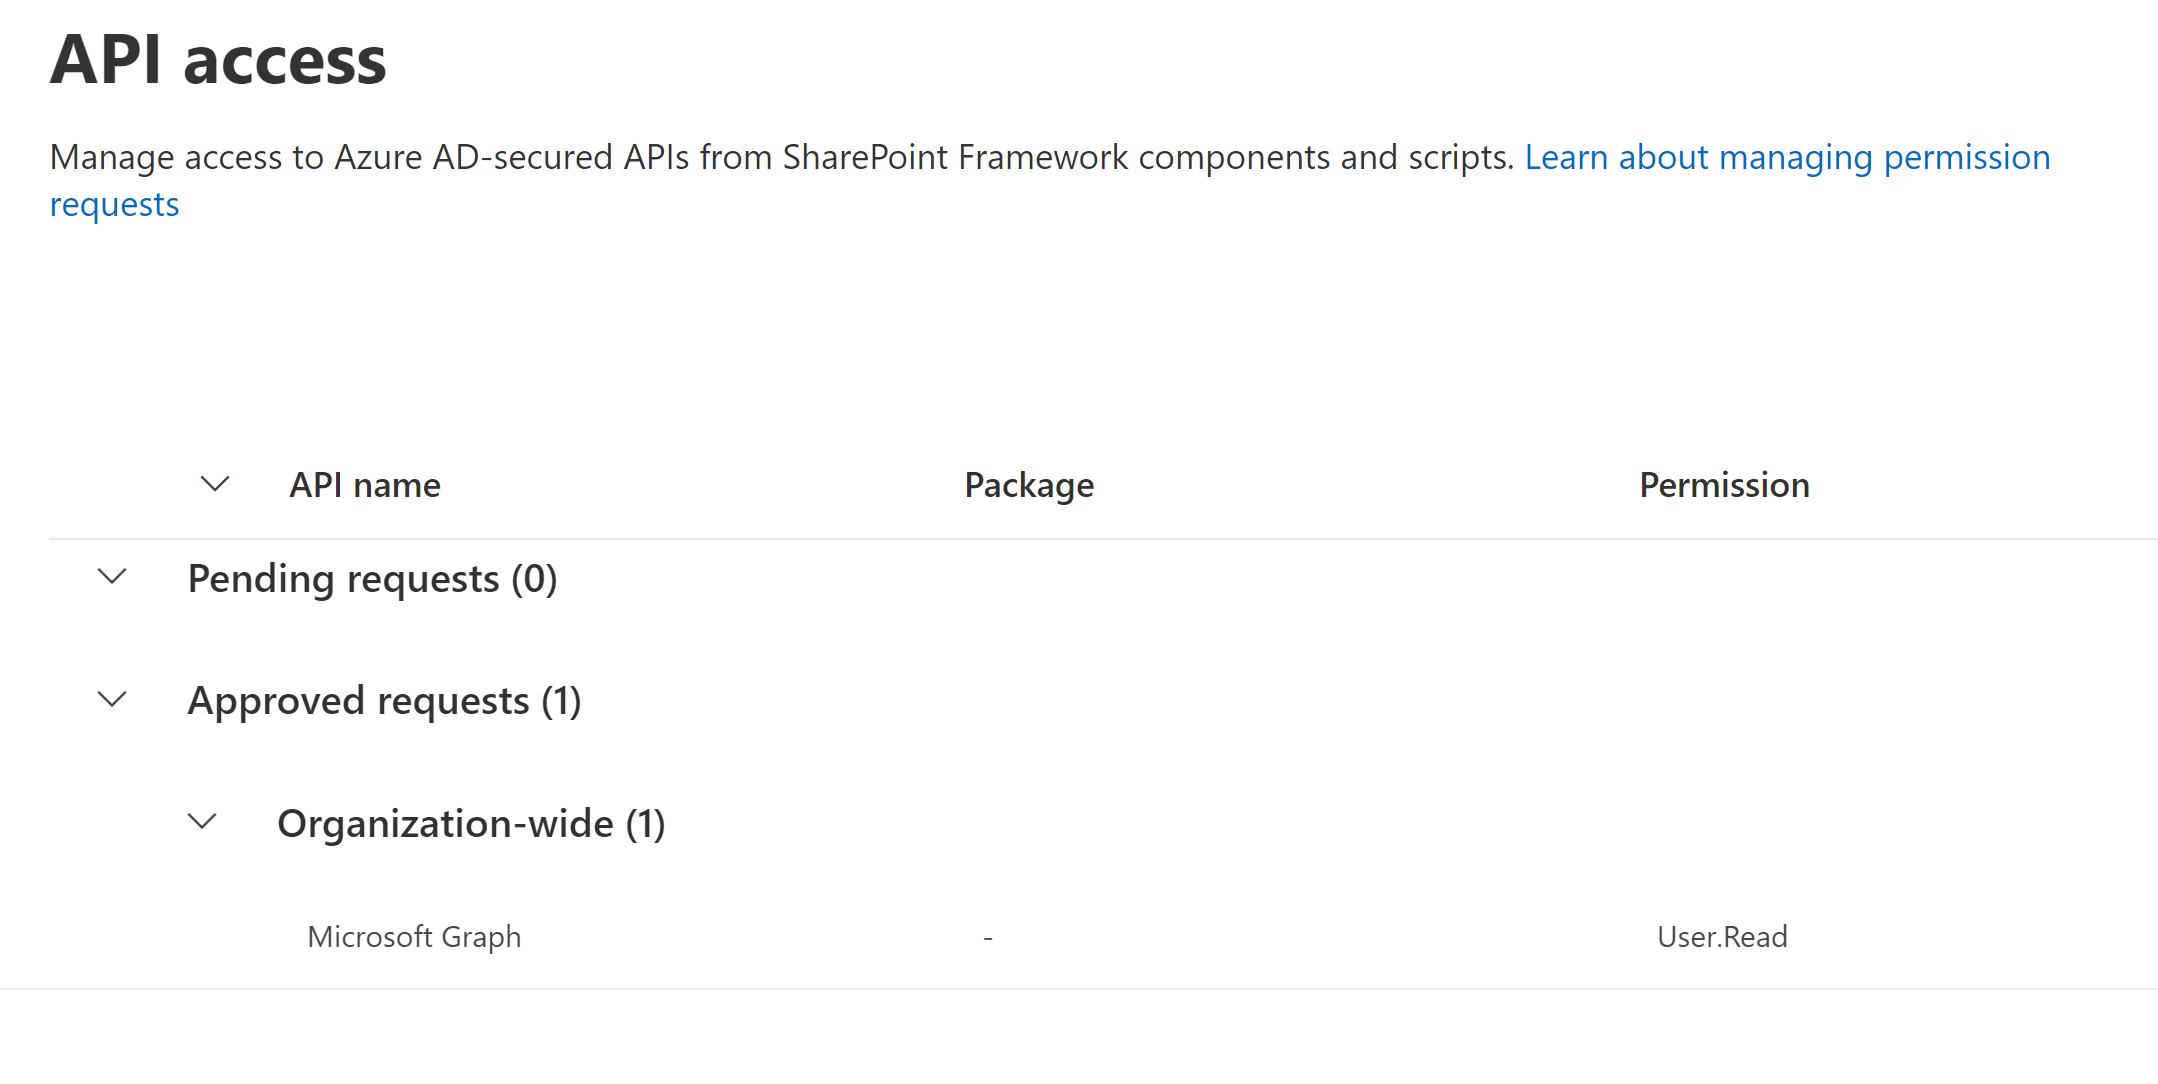 API access
Manage access to Azure AD-secured APIs from SharePoint Framework components and scripts. Learn about managing permission
requests
API name Package Permission
Pending requests (0)
Approved requests (1)
Organization-wide (1)
Microsoft Graph - User.Read